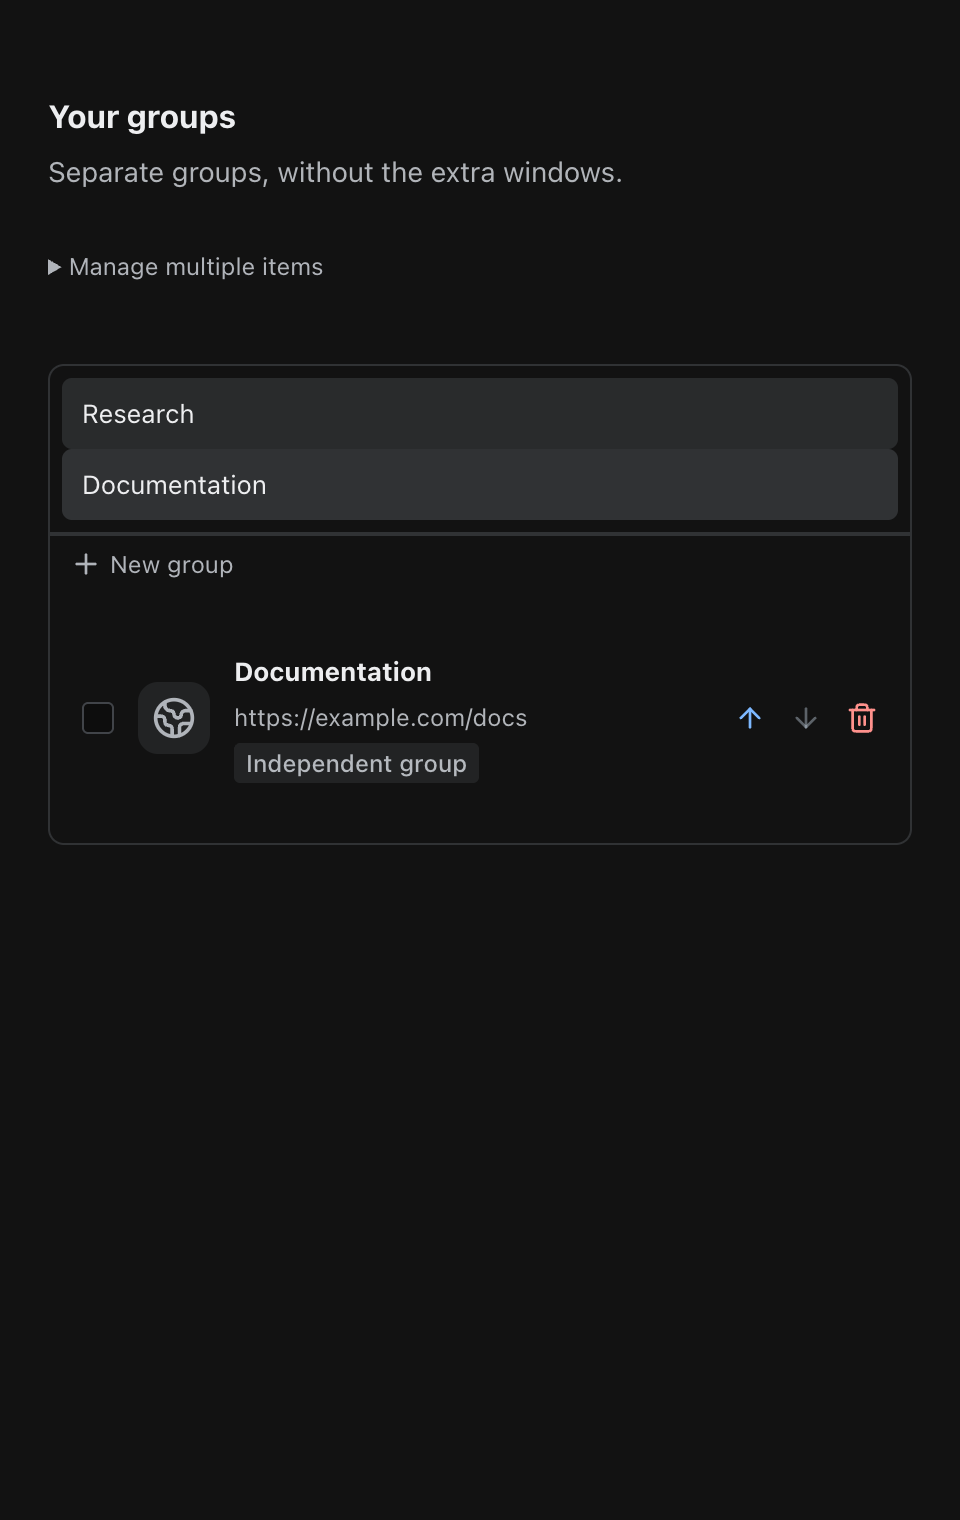 Your groups
Separate groups, without the extra windows.
Manage multiple items
Research
Documentation
New group
Documentation
https://example.com/docs
Independent group